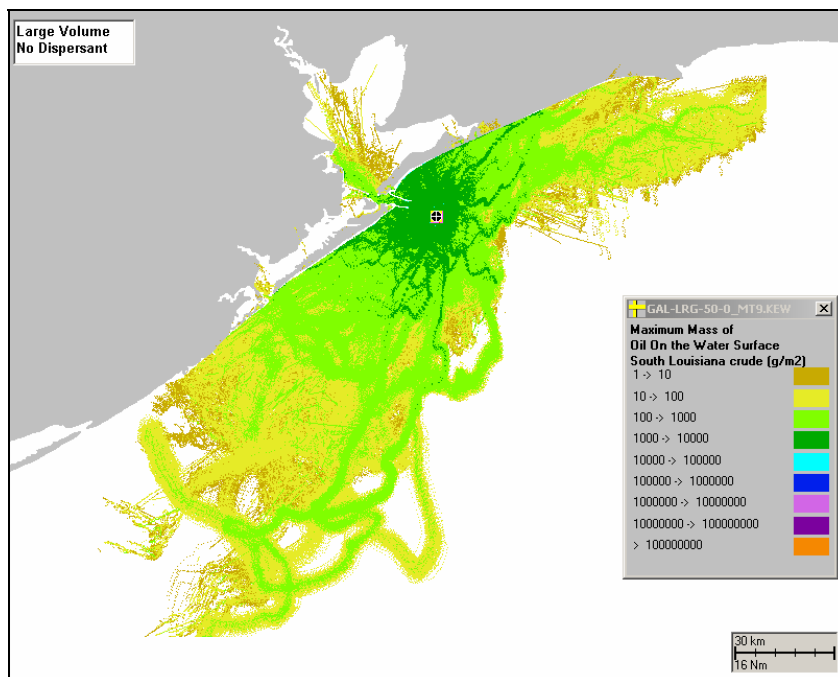 Large Volume
No Dispersant
GAL-LRG-50-0_MT9.KEW
Maximum Mass of
Oil On the Water Surface
South Louisiana crude (g/m2)
1 -> 10
10 -> 100
100 -> 1000
1000 -> 10000
10000 -> 100000
100000 -> 1000000
1000000 -> 10000000
10000000 -> 100000000
> 100000000
30 km
16 Nm